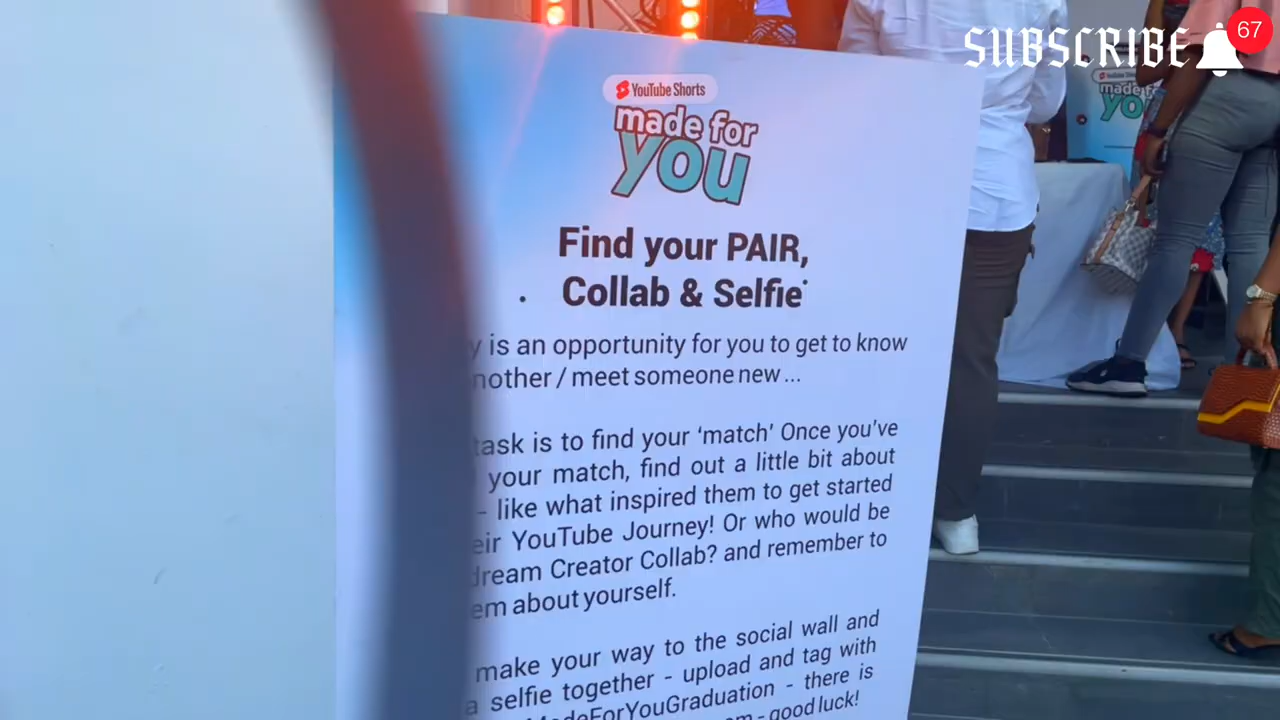 SUBSCRIBE
67
YouTube Shorts
made for
you
Find your PAIR,
Collab & Selfie
is an opportunity for you to get to know
/ meet someone new ...
task is to find your ‘match’ Once you’ve
your match, find out a little bit about
- like what inspired them to get started
YouTube Journey! Or who would be
Creator Collab? and remember to
about yourself.
make your way to the social wall and
a selfie together - upload and tag with
MadeForYouGraduation - there is
- good luck!
made for
YO